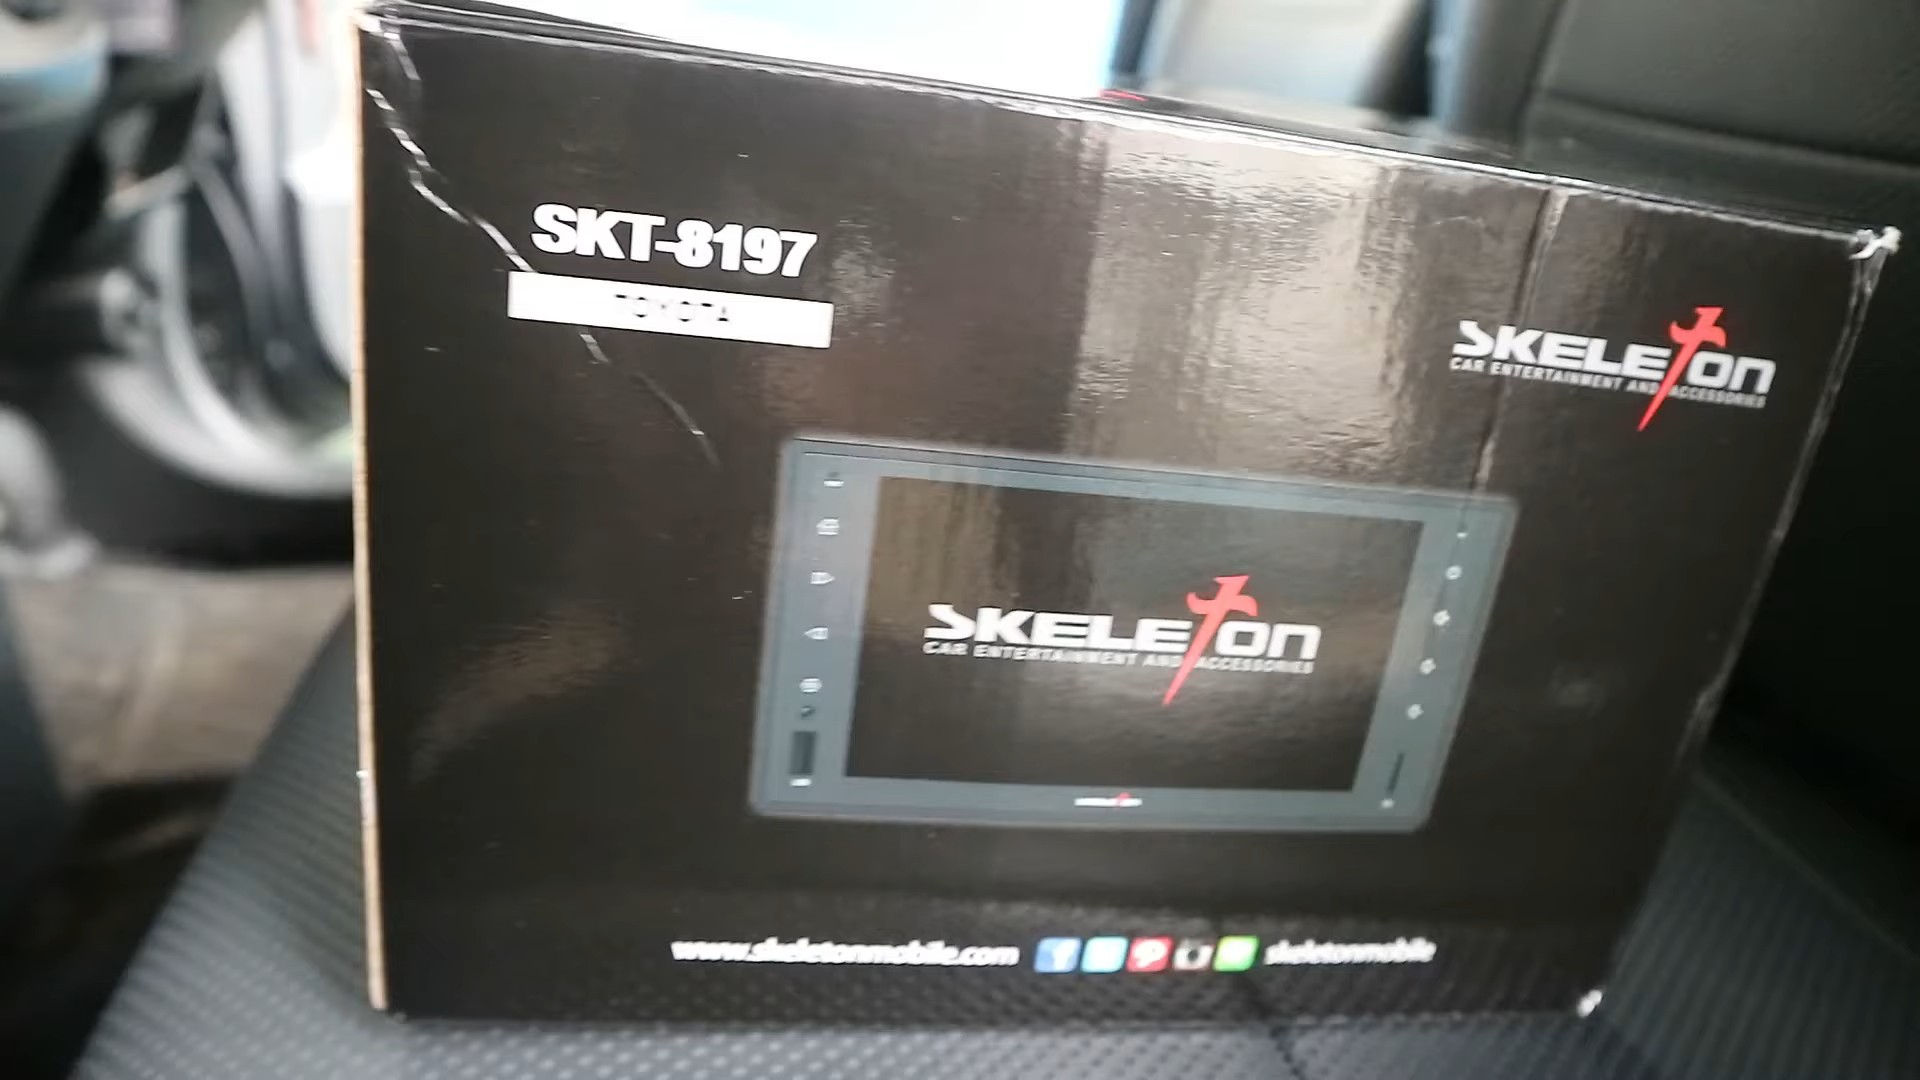 SKT-8197
TOYOTA
SKELETON
CAR ENTERTAINMENT AND ACCESSORIES
SKELETON
CAR ENTERTAINMENT AND ACCESSORIES
www.skeletonmobile.com skeletonmobile